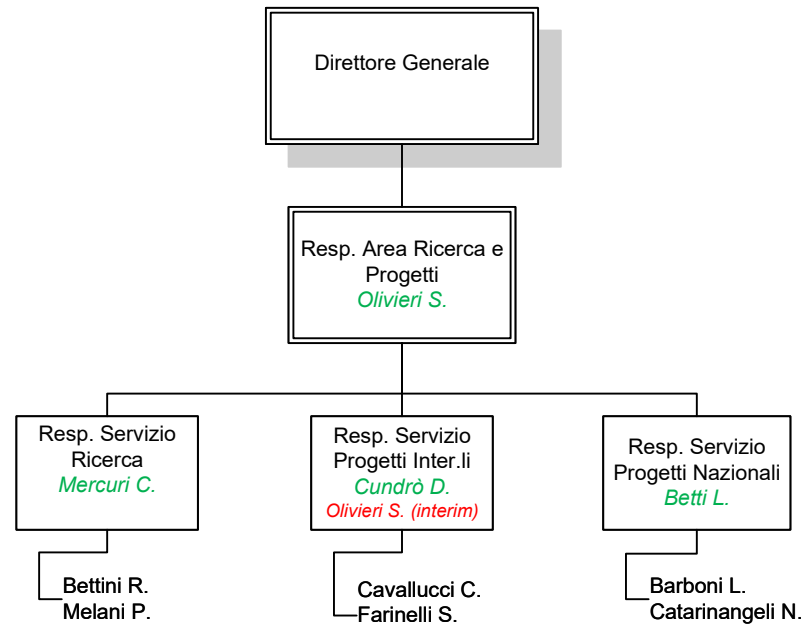 Direttore Generale
Resp. Area Ricerca e
Progetti
Olivieri S.
Resp. Servizio
Ricerca
Mercuri C.
Resp. Servizio
Progetti Inter.li
Cundrò D.
Olivieri S. (interim)
Resp. Servizio
Progetti Nazionali
Betti L.
Bettini R.
Melani P.
Cavallucci C.
Farinelli S.
Barboni L.
Catarinangeli N.